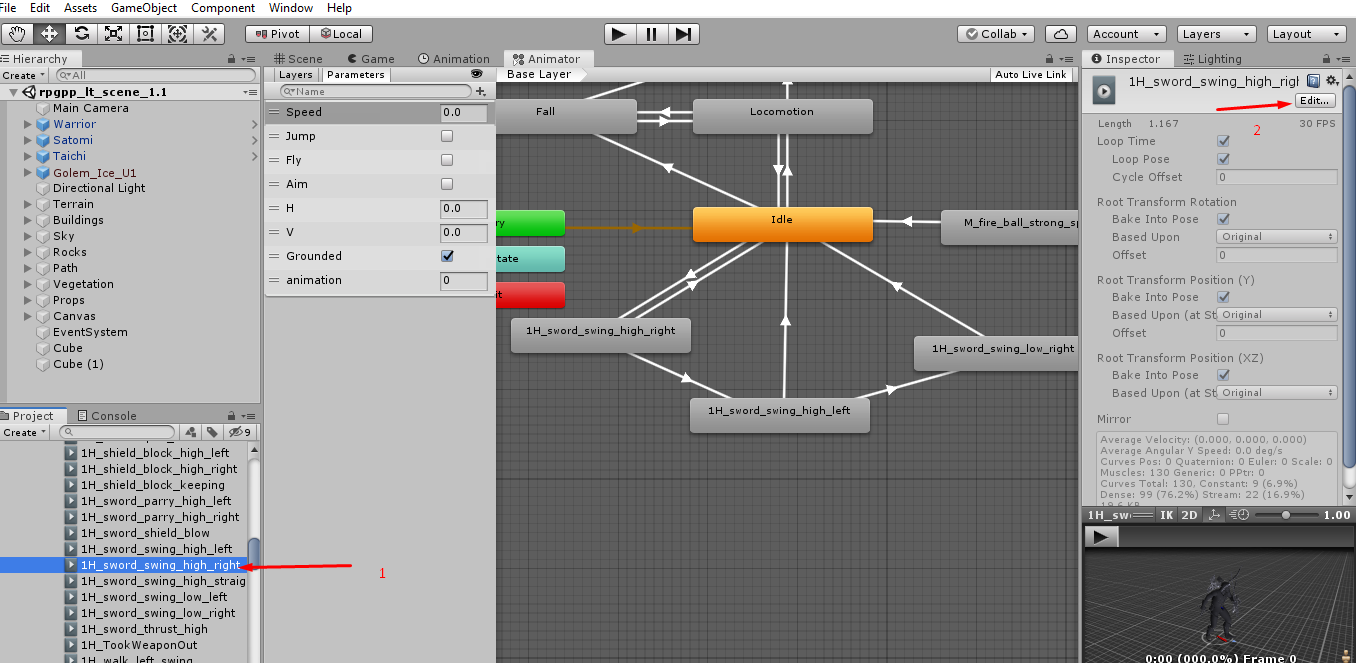 File Edit Assets GameObject Component Window Help
Pivot Local Collab Account Layers Layout
Hierarchy
Create All
rpgpp_lt_scene_1.1
Main Camera
Warrior
Satomi
Taichi
Golem_Ice_U1
Directional Light
Terrain
Buildings
Sky
Rocks
Path
Vegetation
Props
Canvas
EventSystem
Cube
Cube (1)
Project Console
Create 9
1H_shield_block_high_left
1H_shield_block_high_right
1H_shield_block_keeping
1H_sword_parry_high_left
1H_sword_parry_high_right
1H_sword_shield_blow
1H_sword_swing_high_left
1H_sword_swing_high_right
1H_sword_swing_high_straig
1H_sword_swing_low_left
1H_sword_swing_low_right
1H_sword_thrust_high
1H_TookWeaponOut
1H_walk_left_swing
1
Scene Game Animation Animator
Layers Parameters Base Layer Auto Live Link
Name
Speed 0.0
Jump
Fly
Aim
H 0.0
V 0.0
Grounded
animation 0
Fall
Locomotion
Idle
M_fire_ball_strong_sp
ry
tate
it
1H_sword_swing_high_right
1H_sword_swing_low_right
1H_sword_swing_high_left
Inspector Lighting
1H_sword_swing_high_righ
Edit...
2
Length 1.167 30 FPS
Loop Time
Loop Pose
Cycle Offset 0
Root Transform Rotation
Bake Into Pose
Based Upon Original
Offset 0
Root Transform Position (Y)
Bake Into Pose
Based Upon (at St Original
Offset 0
Root Transform Position (XZ)
Bake Into Pose
Based Upon (at St Original
Mirror
Average Velocity: (0.000, 0.000, 0.000)
Average Angular Y Speed: 0.0 deg/s
Curves Pos: 0 Quaternion: 0 Euler: 0 Scale: 0
Muscles: 130 Generic: 0 PPtr: 0
Curves Total: 130, Constant: 9 (6.9%)
Dense: 99 (76.2%) Stream: 22 (16.9%)
19.6 KB
1H_sw IK 2D 1.00
0:00 (000.0%) Frame 0